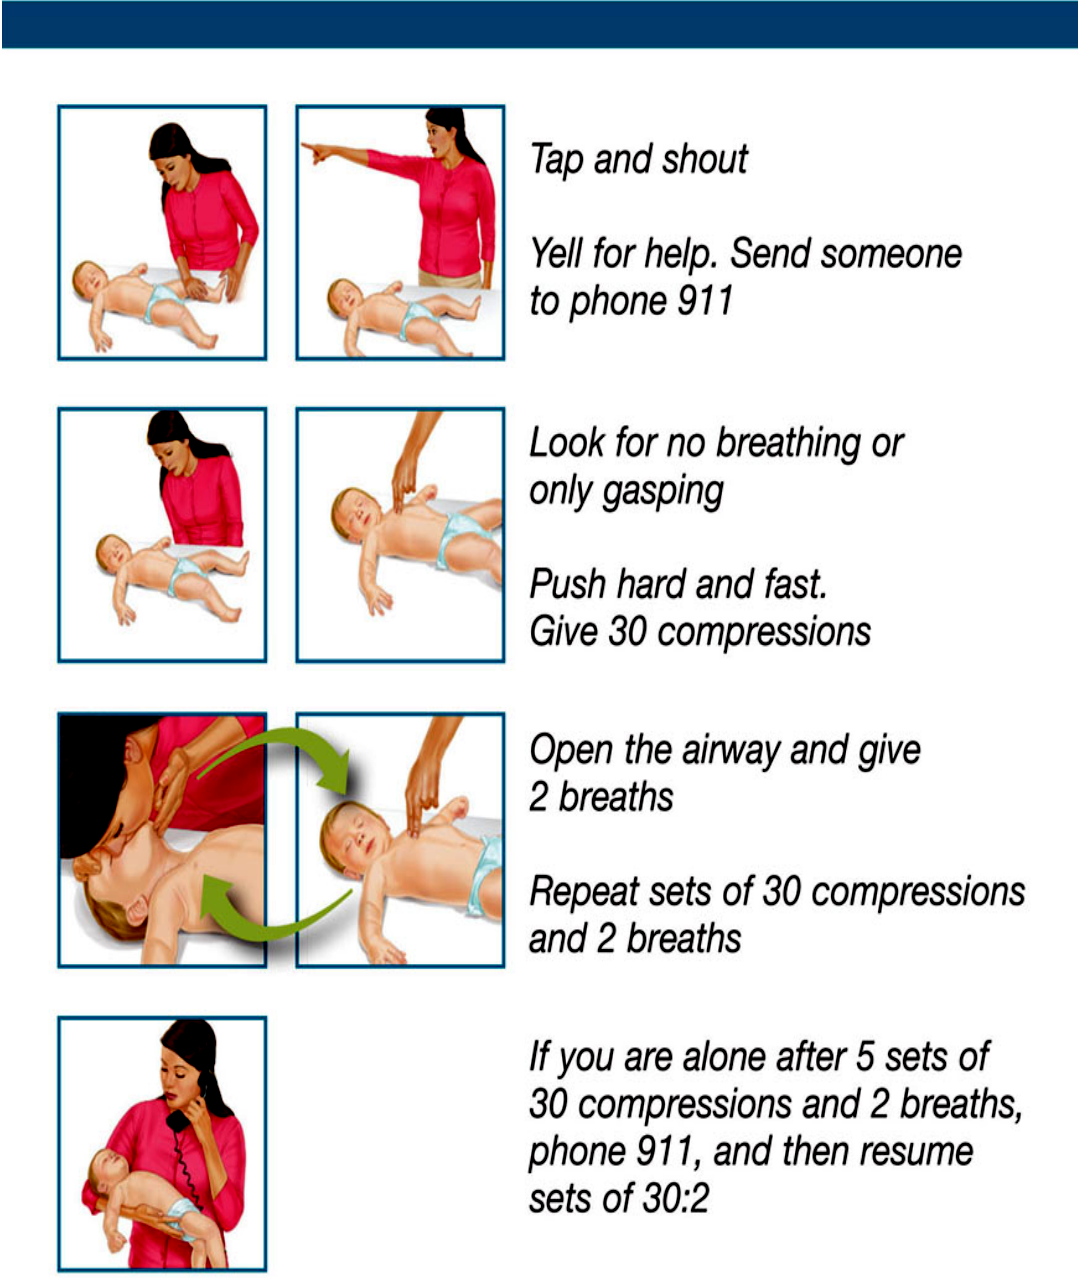 Tap and shout
Yell for help. Send someone
to phone 911
Look for no breathing or
only gasping
Push hard and fast.
Give 30 compressions
Open the airway and give
2 breaths
Repeat sets of 30 compressions
and 2 breaths
If you are alone after 5 sets of
30 compressions and 2 breaths,
phone 911, and then resume
sets of 30:2